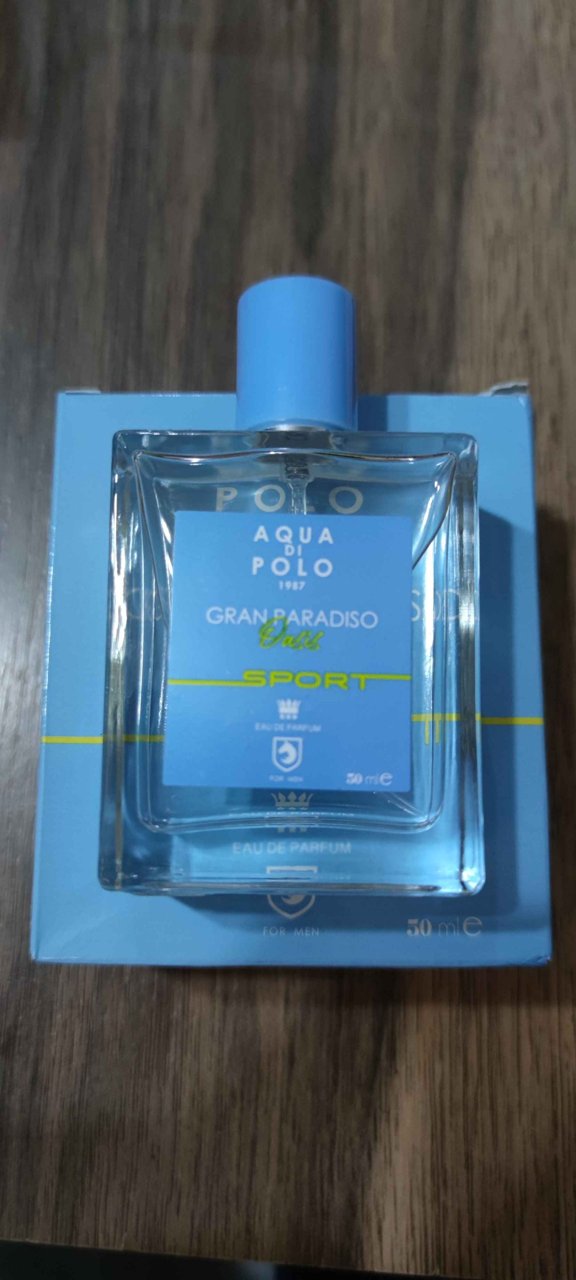 POLO
AQUA
DI
POLO
1987
GRAN PARADISO
SPORT
EAU DE PARFUM
FOR MEN
50 ml e
EAU DE PARFUM
FOR MEN
50 ml e